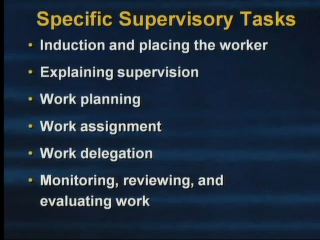 Specific Supervisory Tasks
• Induction and placing the worker
• Explaining supervision
• Work planning
• Work assignment
• Work delegation
• Monitoring, reviewing, and
evaluating work